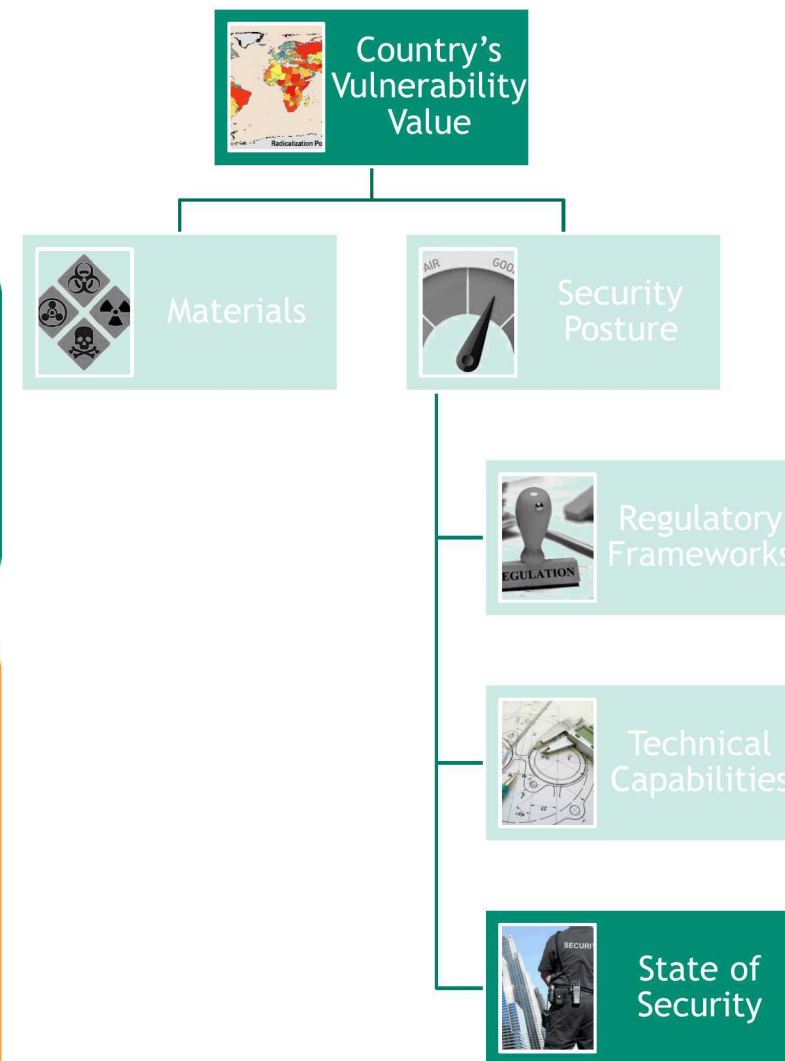 Country's
Vulnerability
Value
Radicalization Po
Materials
AIR
GOO
Security
Posture
EGULATION
Regulatory
Frameworks
Technical
Capabilities
SECURI
State of
Security